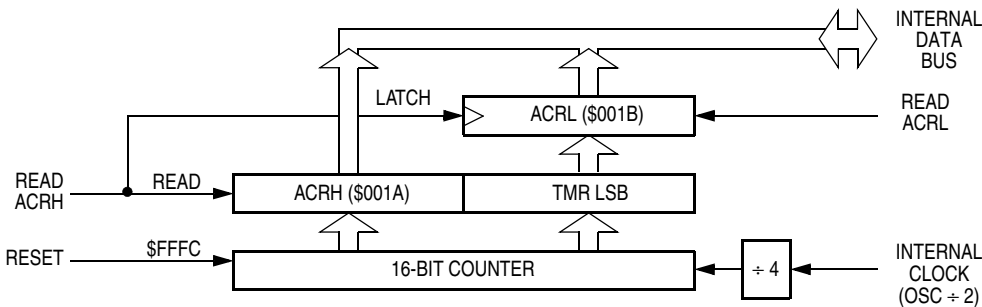 INTERNAL
DATA
BUS
LATCH
ACRL ($001B)
READ
ACRL
READ
ACRH
READ
ACRH ($001A)
TMR LSB
RESET
$FFFC
16-BIT COUNTER
÷ 4
INTERNAL
CLOCK
(OSC ÷ 2)